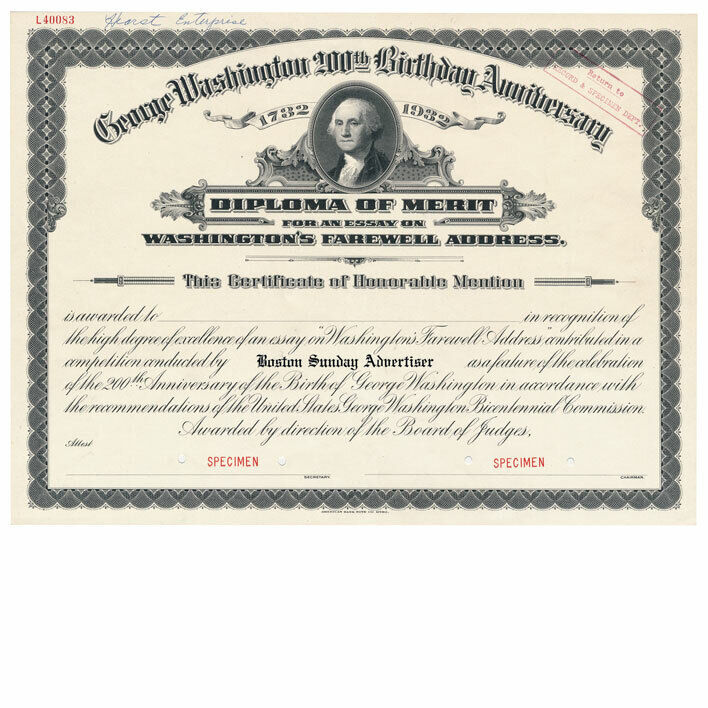 L40083 Hearst Enterprise
Return to
RECORD & SPECIMEN DEPT.
George Washington 200th Birthday Anniversary
1732 1932
DIPLOMA OF MERIT
FOR AN ESSAY ON
WASHINGTON'S FAREWELL ADDRESS.
This Certificate of Honorable Mention
is awarded to in recognition of
the high degree of excellence of an essay on "Washington's Farewell Address" contributed in a
competition conducted by Boston Sunday Advertiser as a feature of the celebration
of the 200th Anniversary of the Birth of George Washington in accordance with
the recommendations of the United States George Washington Bicentennial Commission.
Awarded by direction of the Board of Judges,
Attest
SPECIMEN SPECIMEN
SECRETARY. CHAIRMAN.
AMERICAN BANK NOTE CO.